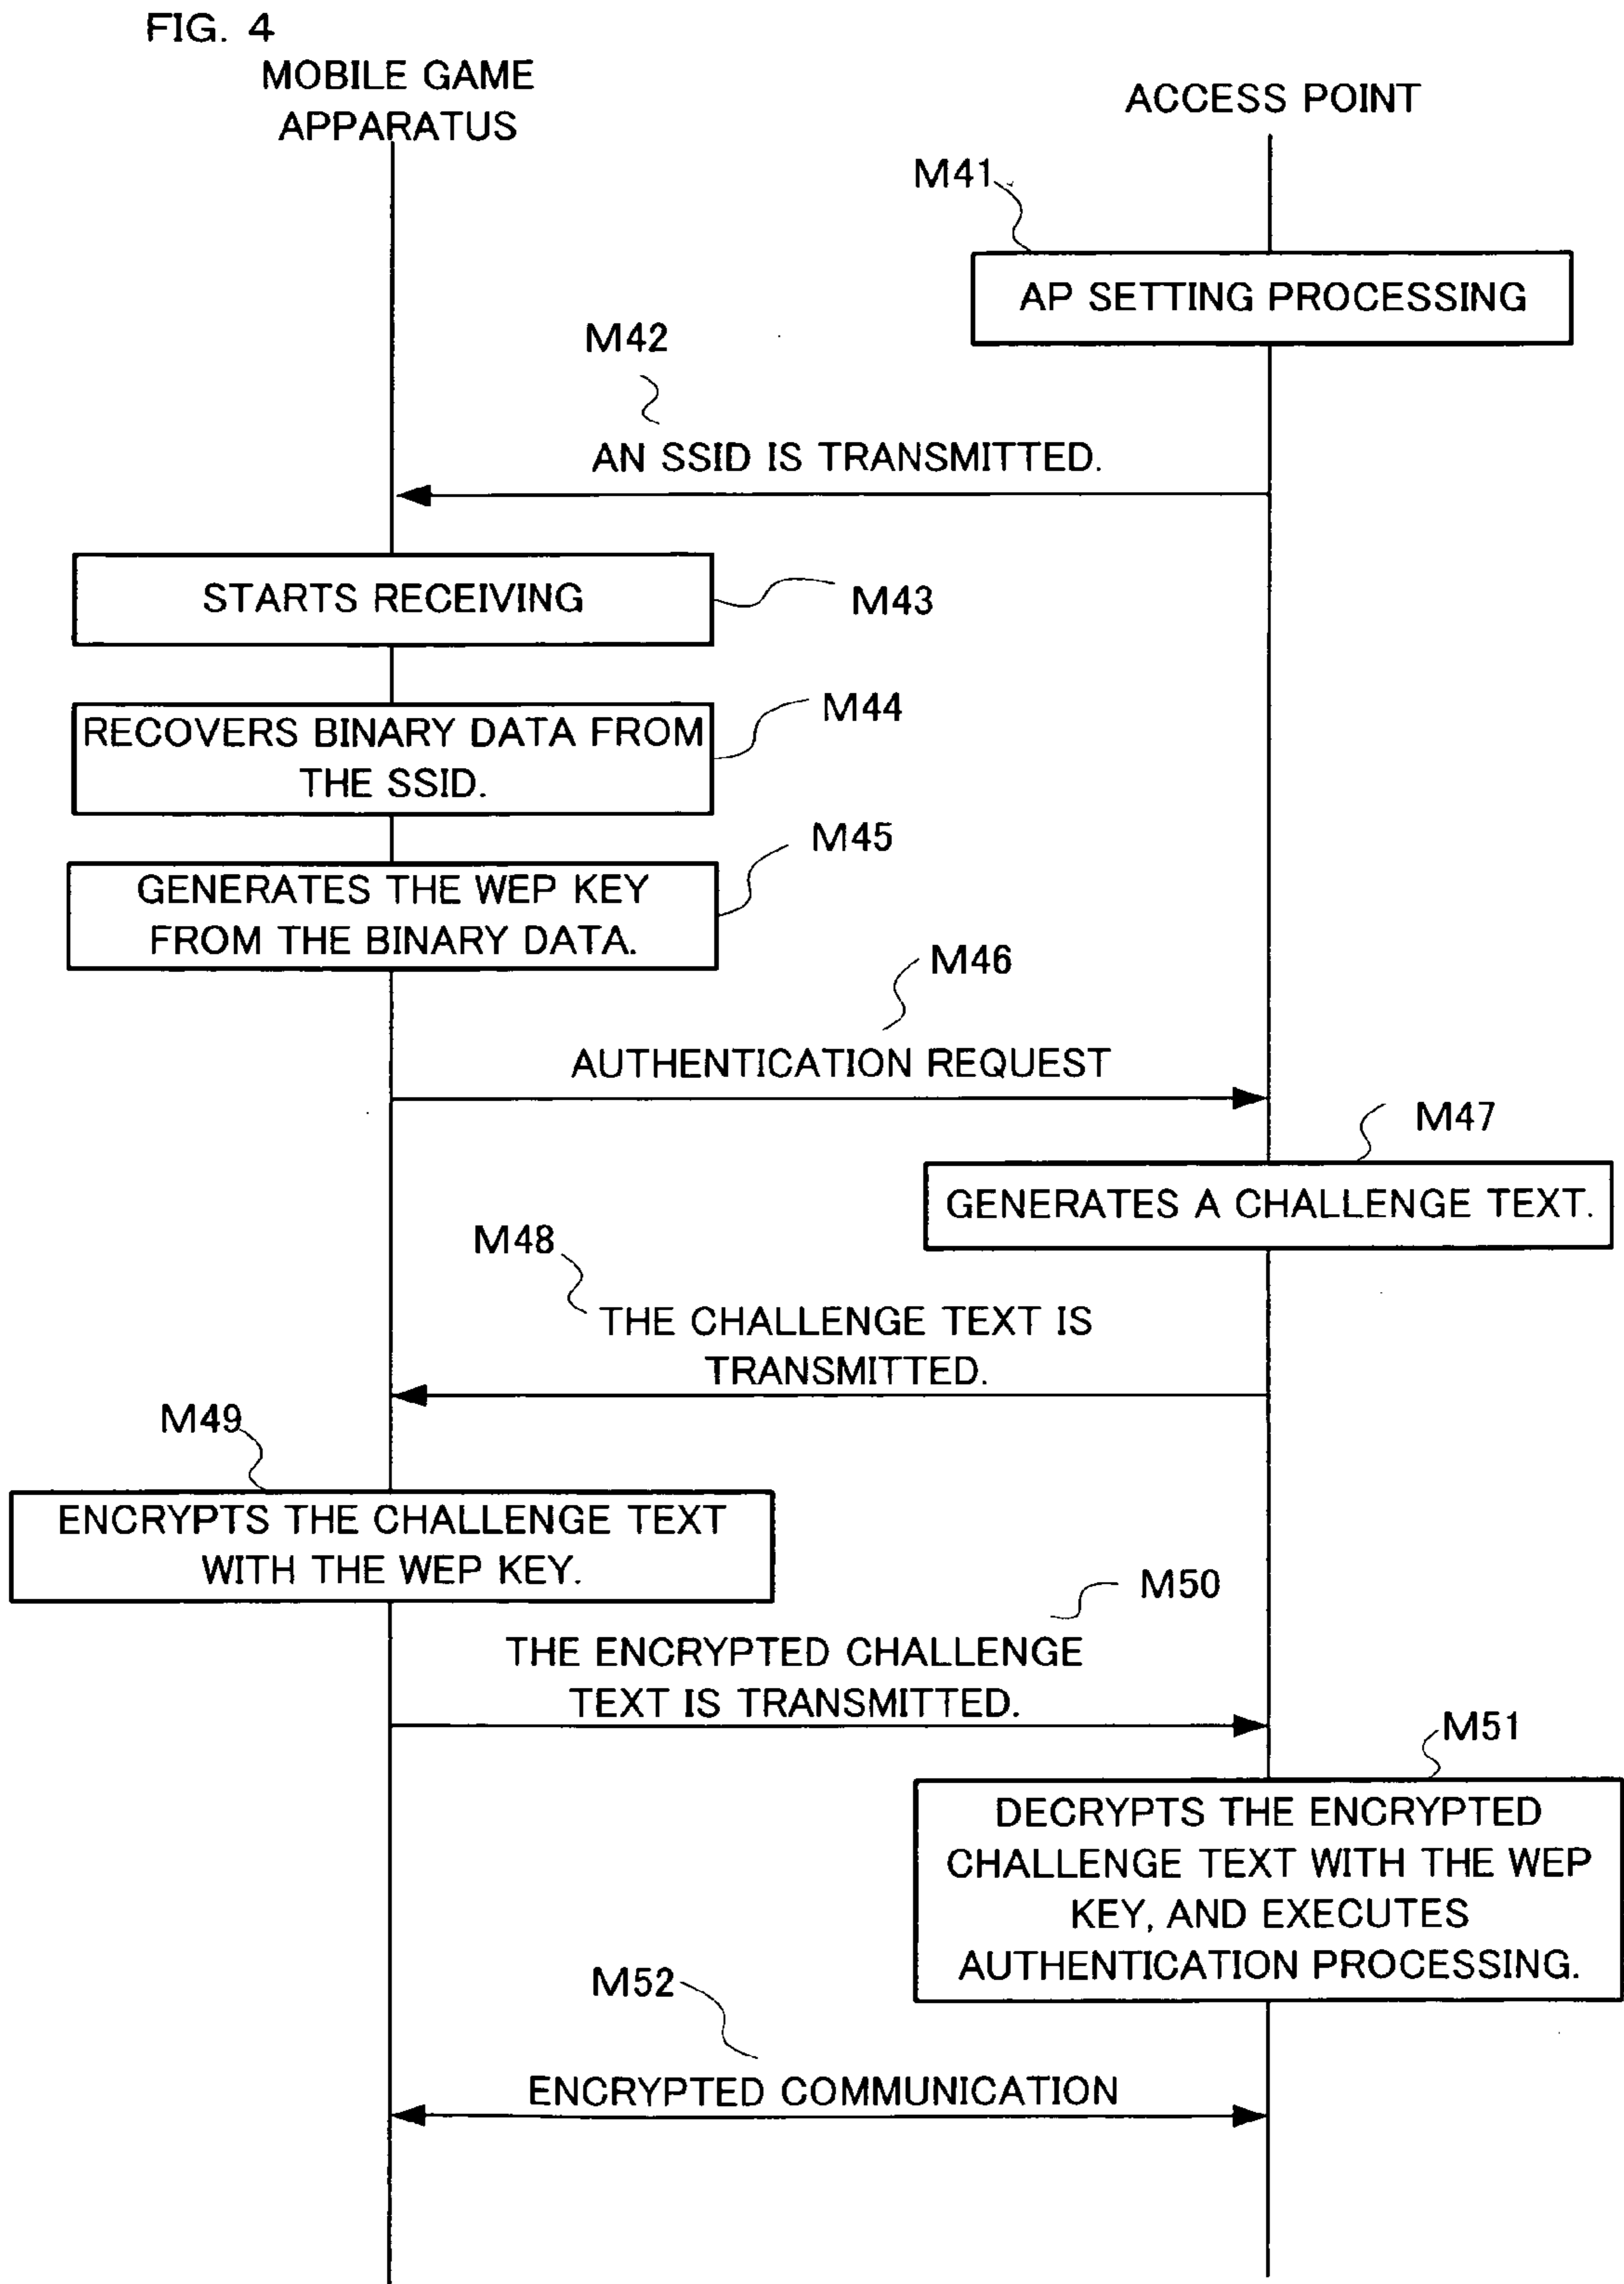 FIG. 4
MOBILE GAME
APPARATUS
ACCESS POINT
M41
AP SETTING PROCESSING
M42
AN SSID IS TRANSMITTED.
STARTS RECEIVING
M43
M44
RECOVERS BINARY DATA FROM
THE SSID.
M45
GENERATES THE WEP KEY
FROM THE BINARY DATA.
M46
AUTHENTICATION REQUEST
M47
GENERATES A CHALLENGE TEXT.
M48
THE CHALLENGE TEXT IS
TRANSMITTED.
M49
ENCRYPTS THE CHALLENGE TEXT
WITH THE WEP KEY.
M50
THE ENCRYPTED CHALLENGE
TEXT IS TRANSMITTED.
M51
DECRYPTS THE ENCRYPTED
CHALLENGE TEXT WITH THE WEP
KEY, AND EXECUTES
AUTHENTICATION PROCESSING.
M52
ENCRYPTED COMMUNICATION